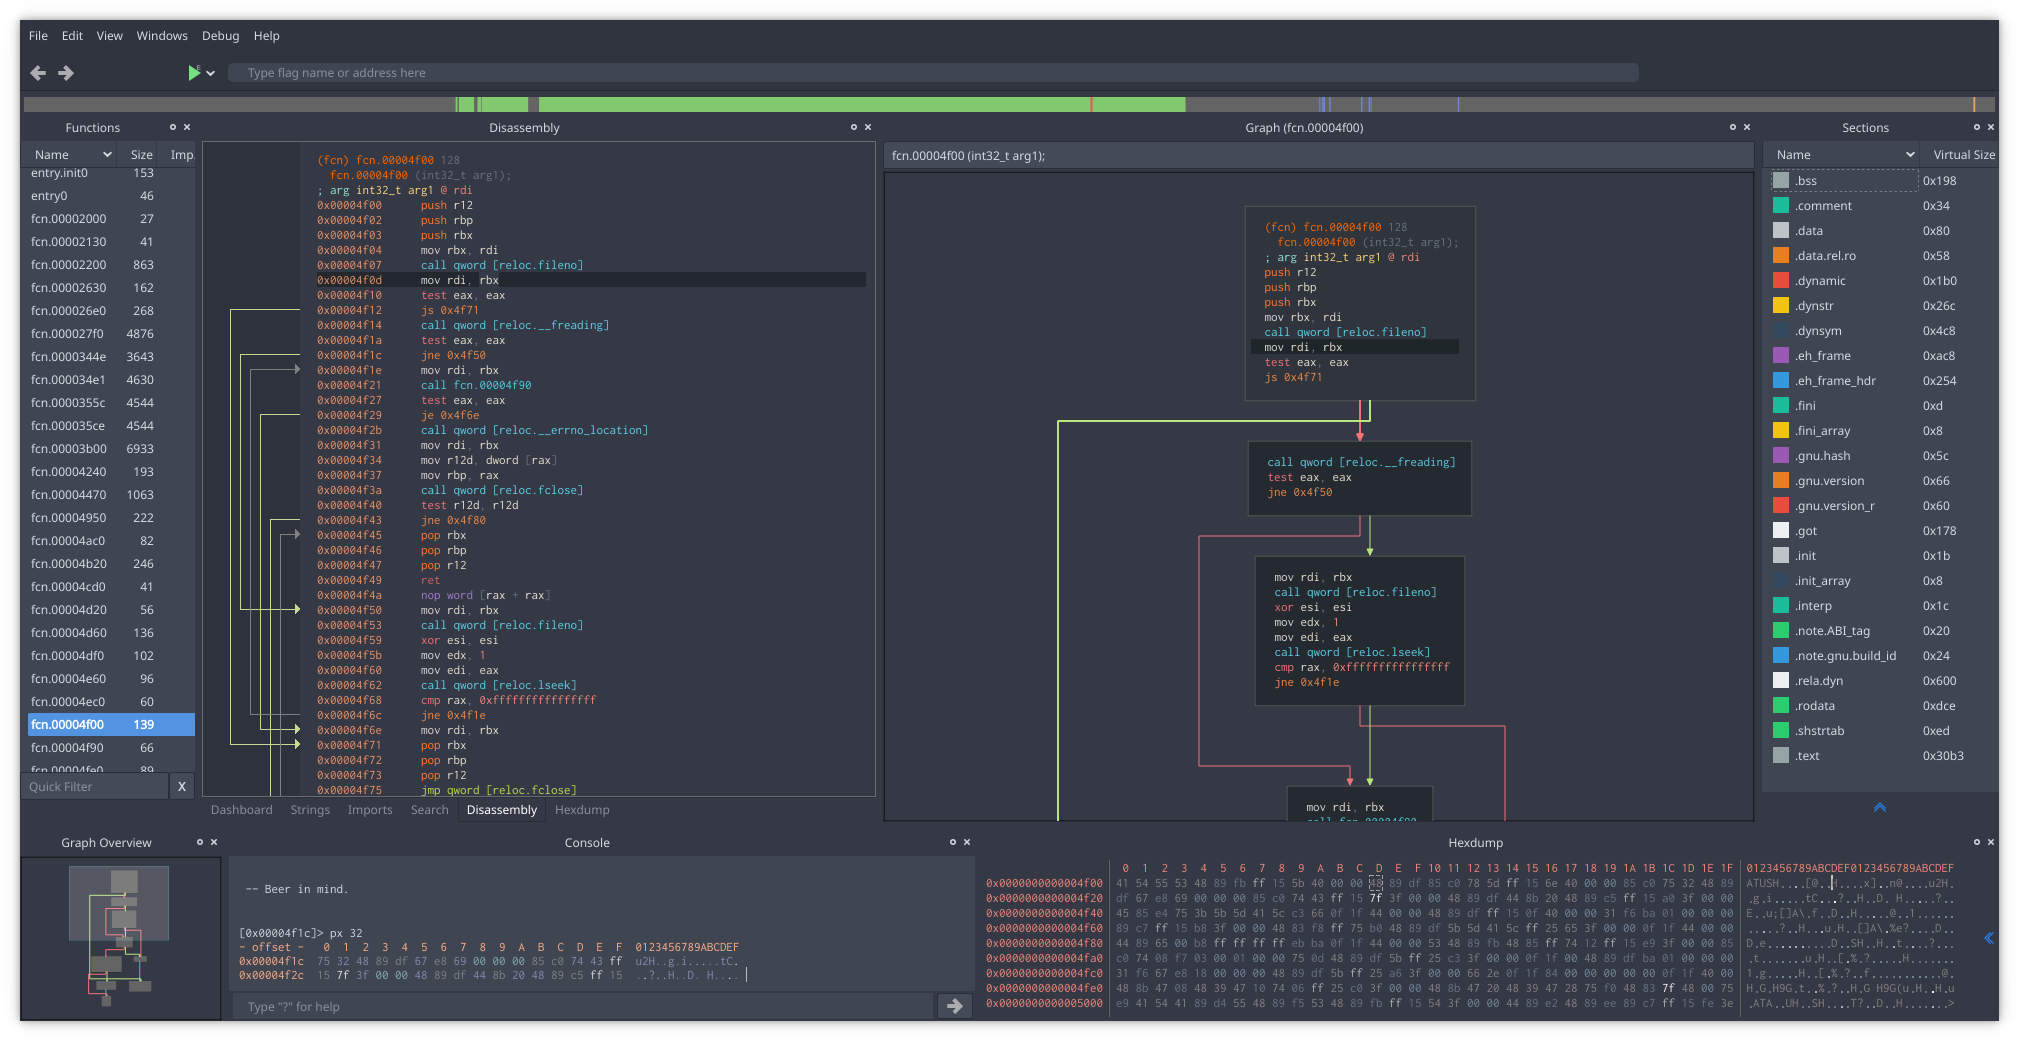 File Edit View Windows Debug Help
Type flag name or address here
Functions
Name Size Imp.
entry.init0 153
entry0 46
fcn.00002000 27
fcn.00002130 41
fcn.00002200 863
fcn.00002630 162
fcn.000026e0 268
fcn.000027f0 4876
fcn.0000344e 3643
fcn.000034e1 4630
fcn.0000355c 4544
fcn.000035ce 4544
fcn.00003b00 6933
fcn.00004240 193
fcn.00004470 1063
fcn.00004950 222
fcn.00004ac0 82
fcn.00004b20 246
fcn.00004cd0 41
fcn.00004d20 56
fcn.00004d60 136
fcn.00004df0 102
fcn.00004e60 96
fcn.00004ec0 60
fcn.00004f00 139
fcn.00004f90 66
fcn.00004fe0 89
Quick Filter X
Disassembly
(fcn) fcn.00004f00 128
fcn.00004f00 (int32_t arg1);
; arg int32_t arg1 @ rdi
0x00004f00 push r12
0x00004f02 push rbp
0x00004f03 push rbx
0x00004f04 mov rbx, rdi
0x00004f07 call qword [reloc.fileno]
0x00004f0d mov rdi, rbx
0x00004f10 test eax, eax
0x00004f12 js 0x4f71
0x00004f14 call qword [reloc.__freading]
0x00004f1a test eax, eax
0x00004f1c jne 0x4f50
0x00004f1e mov rdi, rbx
0x00004f21 call fcn.00004f90
0x00004f27 test eax, eax
0x00004f29 je 0x4f6e
0x00004f2b call qword [reloc.__errno_location]
0x00004f31 mov rdi, rbx
0x00004f34 mov r12d, dword [rax]
0x00004f37 mov rbp, rax
0x00004f3a call qword [reloc.fclose]
0x00004f40 test r12d, r12d
0x00004f43 jne 0x4f80
0x00004f45 pop rbx
0x00004f46 pop rbp
0x00004f47 pop r12
0x00004f49 ret
0x00004f4a nop word [rax + rax]
0x00004f50 mov rdi, rbx
0x00004f53 call qword [reloc.fileno]
0x00004f59 xor esi, esi
0x00004f5b mov edx, 1
0x00004f60 mov edi, eax
0x00004f62 call qword [reloc.lseek]
0x00004f68 cmp rax, 0xffffffffffffffff
0x00004f6c jne 0x4f1e
0x00004f6e mov rdi, rbx
0x00004f71 pop rbx
0x00004f72 pop rbp
0x00004f73 pop r12
0x00004f75 jmp qword [reloc.fclose]
Dashboard Strings Imports Search Disassembly Hexdump
Graph (fcn.00004f00)
fcn.00004f00 (int32_t arg1);
(fcn) fcn.00004f00 128
fcn.00004f00 (int32_t arg1);
; arg int32_t arg1 @ rdi
push r12
push rbp
push rbx
mov rbx, rdi
call qword [reloc.fileno]
mov rdi, rbx
test eax, eax
js 0x4f71
call qword [reloc.__freading]
test eax, eax
jne 0x4f50
mov rdi, rbx
call qword [reloc.fileno]
xor esi, esi
mov edx, 1
mov edi, eax
call qword [reloc.lseek]
cmp rax, 0xffffffffffffffff
jne 0x4f1e
mov rdi, rbx
call fcn.00004f90
Sections
Name Virtual Size
.bss 0x198
.comment 0x34
.data 0x80
.data.rel.ro 0x58
.dynamic 0x1b0
.dynstr 0x26c
.dynsym 0x4c8
.eh_frame 0xac8
.eh_frame_hdr 0x254
.fini 0xd
.fini_array 0x8
.gnu.hash 0x5c
.gnu.version 0x66
.gnu.version_r 0x60
.got 0x178
.init 0x1b
.init_array 0x8
.interp 0x1c
.note.ABI_tag 0x20
.note.gnu.build_id 0x24
.rela.dyn 0x600
.rodata 0xdce
.shstrtab 0xed
.text 0x30b3
Graph Overview
Console
-- Beer in mind.
[0x00004f1c]> px 32
- offset - 0 1 2 3 4 5 6 7 8 9 A B C D E F 0123456789ABCDEF
0x00004f1c 75 32 48 89 df 67 e8 69 00 00 00 85 c0 74 43 ff u2H..g.i.....tC.
0x00004f2c 15 7f 3f 00 00 48 89 df 44 8b 20 48 89 c5 ff 15 ..?..H..D. H....
Type "?" for help
Hexdump
0 1 2 3 4 5 6 7 8 9 A B C D E F 10 11 12 13 14 15 16 17 18 19 1A 1B 1C 1D 1E 1F 0123456789ABCDEF0123456789ABCDEF
0x0000000000004f00 41 54 55 53 48 89 fb ff 15 5b 40 00 00 48 89 df 85 c0 78 5d ff 15 6e 40 00 00 85 c0 75 32 48 89 ATUSH....[@..H....x]..n@....u2H.
0x0000000000004f20 df 67 e8 69 00 00 00 85 c0 74 43 ff 15 7f 3f 00 00 48 89 df 44 8b 20 48 89 c5 ff 15 a0 3f 00 00 .g.i.....tC...?..H..D. H.....?..
0x0000000000004f40 45 85 e4 75 3b 5b 5d 41 5c c3 66 0f 1f 44 00 00 48 89 df ff 15 0f 40 00 00 31 f6 ba 01 00 00 00 E..u;[]A\.f..D..H.....@..1......
0x0000000000004f60 89 c7 ff 15 b8 3f 00 00 48 83 f8 ff 75 b0 48 89 df 5b 5d 41 5c ff 25 65 3f 00 00 0f 1f 44 00 00 .....?..H...u.H..[]A\.%e?....D..
0x0000000000004f80 44 89 65 00 b8 ff ff ff ff eb ba 0f 1f 44 00 00 53 48 89 fb 48 85 ff 74 12 ff 15 e9 3f 00 00 85 D.e..........D..SH..H..t....?...
0x0000000000004fa0 c0 74 08 f7 03 00 01 00 00 75 0d 48 89 df 5b ff 25 c3 3f 00 00 0f 1f 00 48 89 df ba 01 00 00 00 .t.......u.H..[.%.?.....H.......
0x0000000000004fc0 31 f6 67 e8 18 00 00 00 48 89 df 5b ff 25 a6 3f 00 00 66 2e 0f 1f 84 00 00 00 00 00 0f 1f 40 00 1.g.....H..[.%.?..f...........@.
0x0000000000004fe0 48 8b 47 08 48 39 47 10 74 06 ff 25 c0 3f 00 00 48 8b 47 20 48 39 47 28 75 f0 48 83 7f 48 00 75 H.G.H9G.t..%.?..H.G H9G(u.H..H.u
0x0000000000005000 e9 41 54 41 89 d4 55 48 89 f5 53 48 89 fb ff 15 54 3f 00 00 44 89 e2 48 89 ee 89 c7 ff 15 fe 3e .ATA..UH..SH....T?..D..H.......>